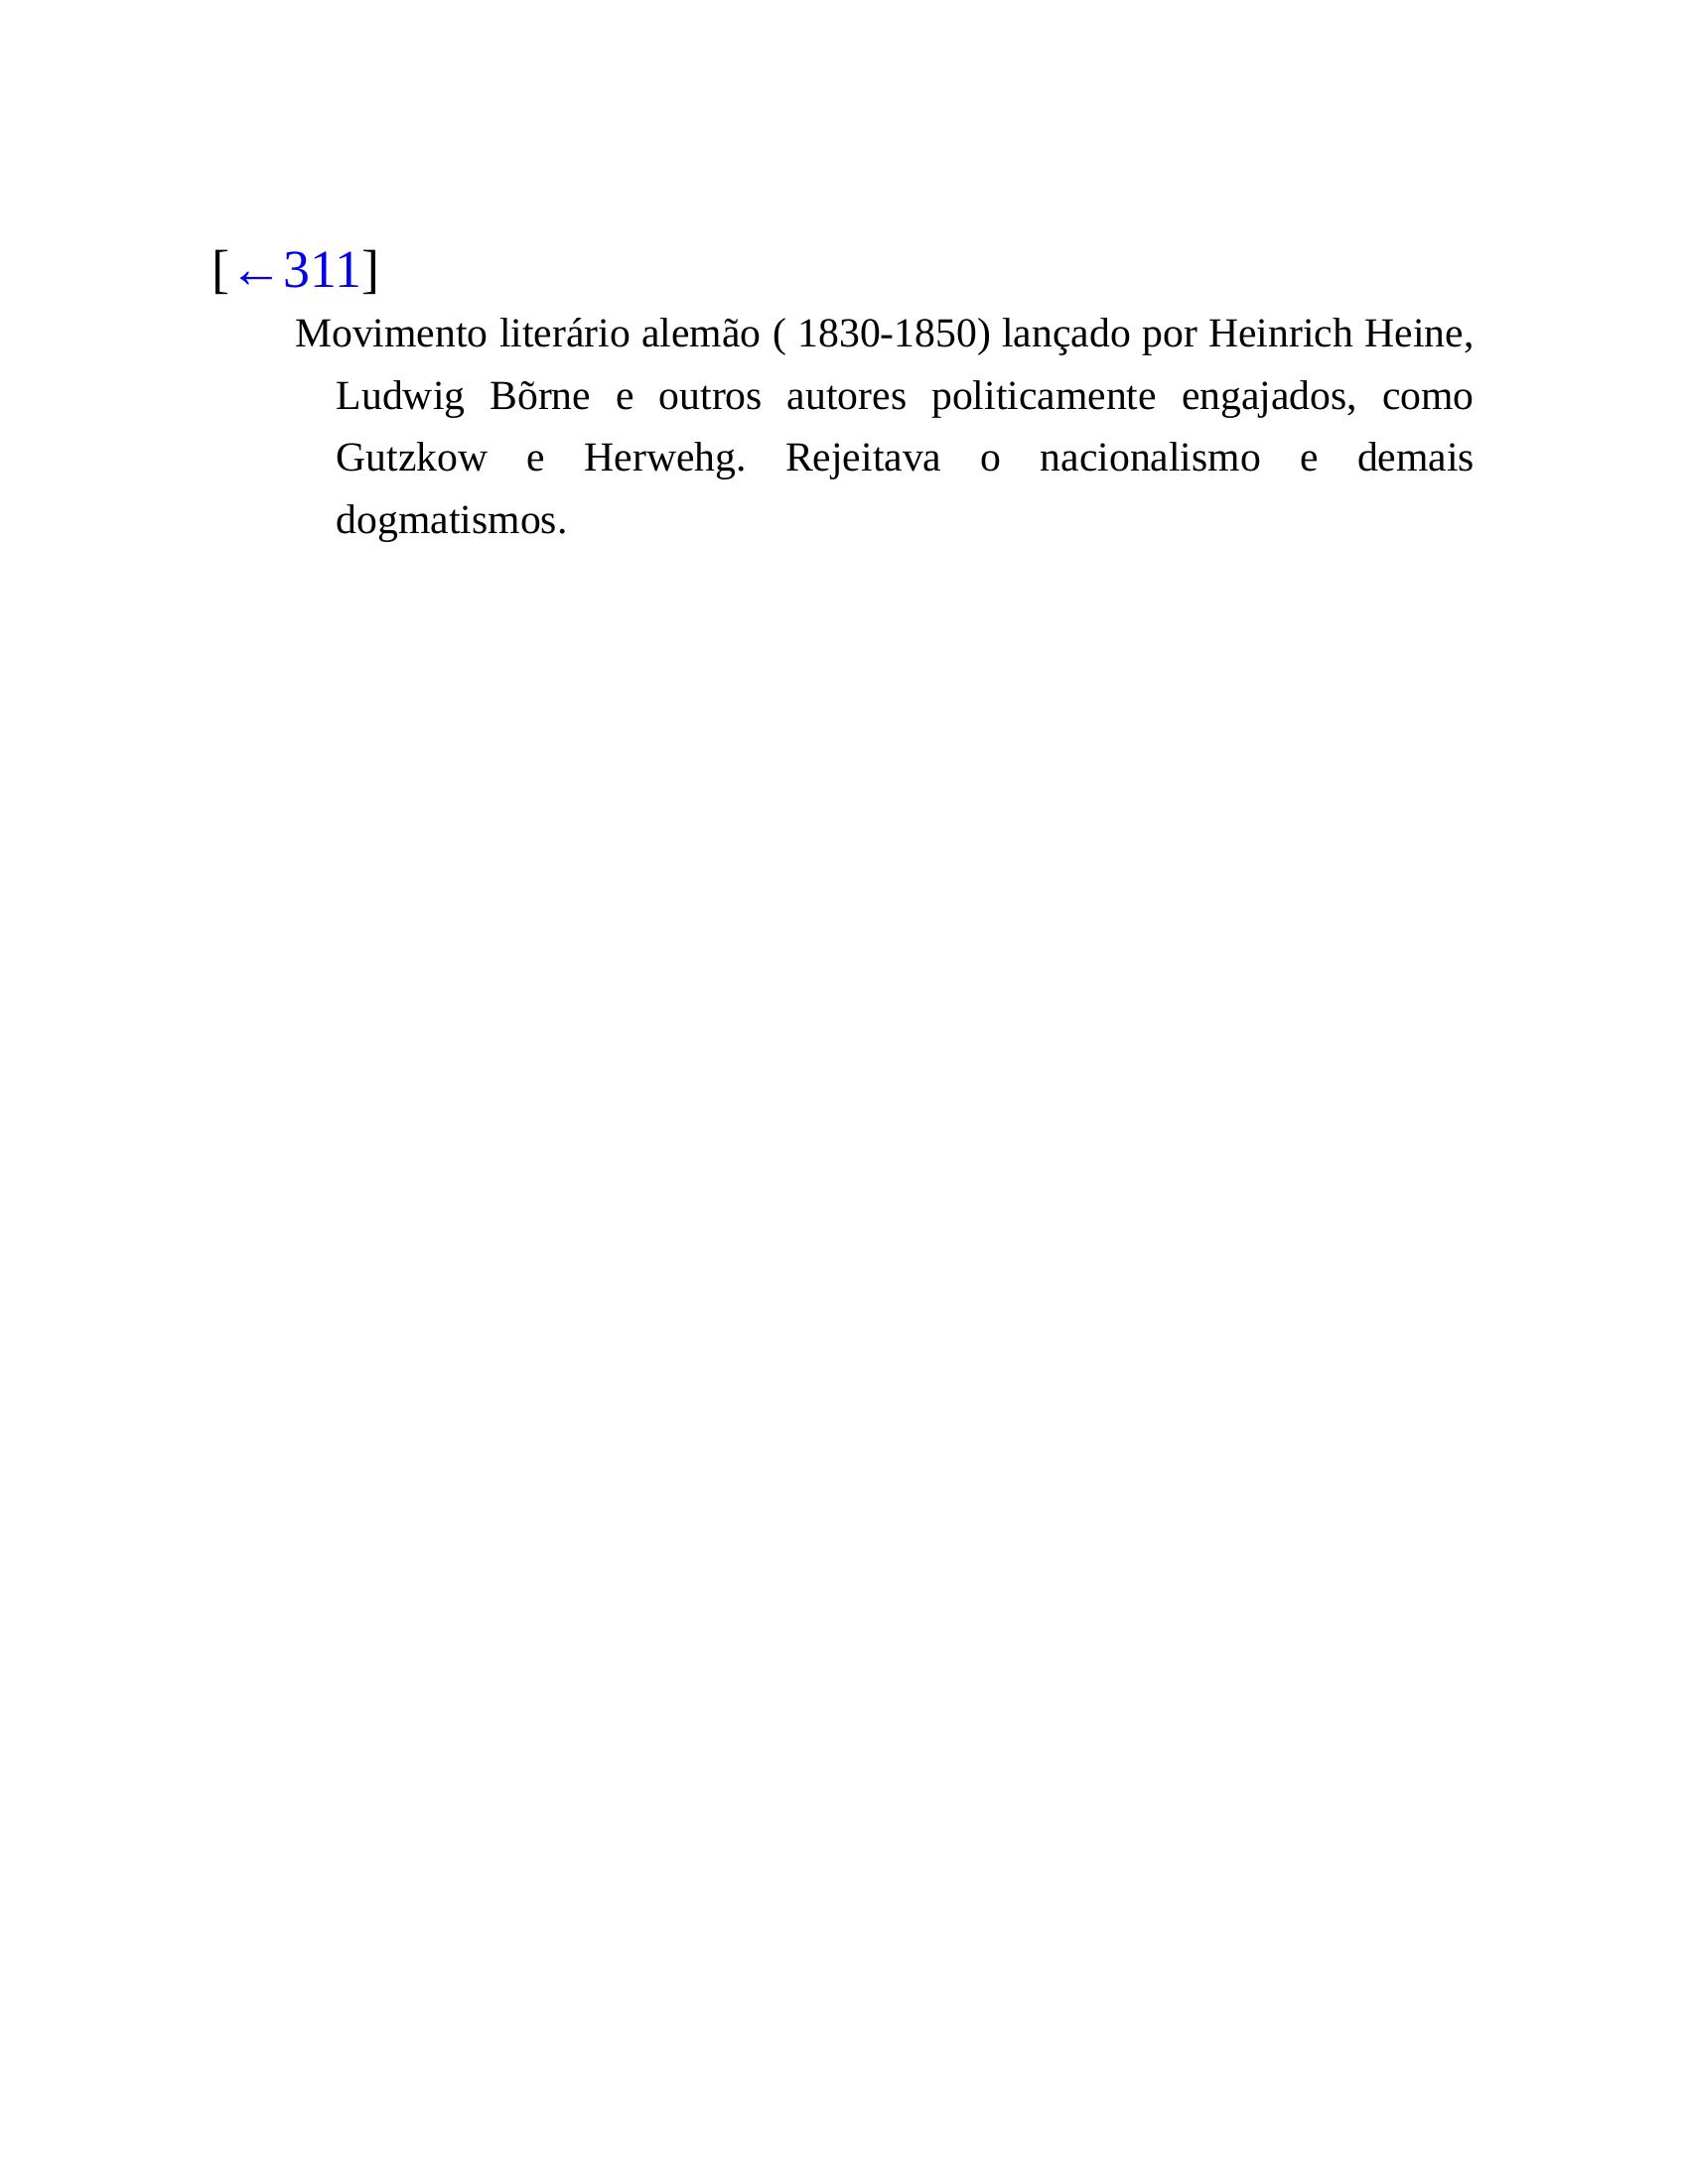 [←311]
Movimento literário alemão ( 1830-1850) lançado por Heinrich Heine,
Ludwig Bõrne e outros autores politicamente engajados, como
Gutzkow e Herwehg. Rejeitava o nacionalismo e demais
dogmatismos.